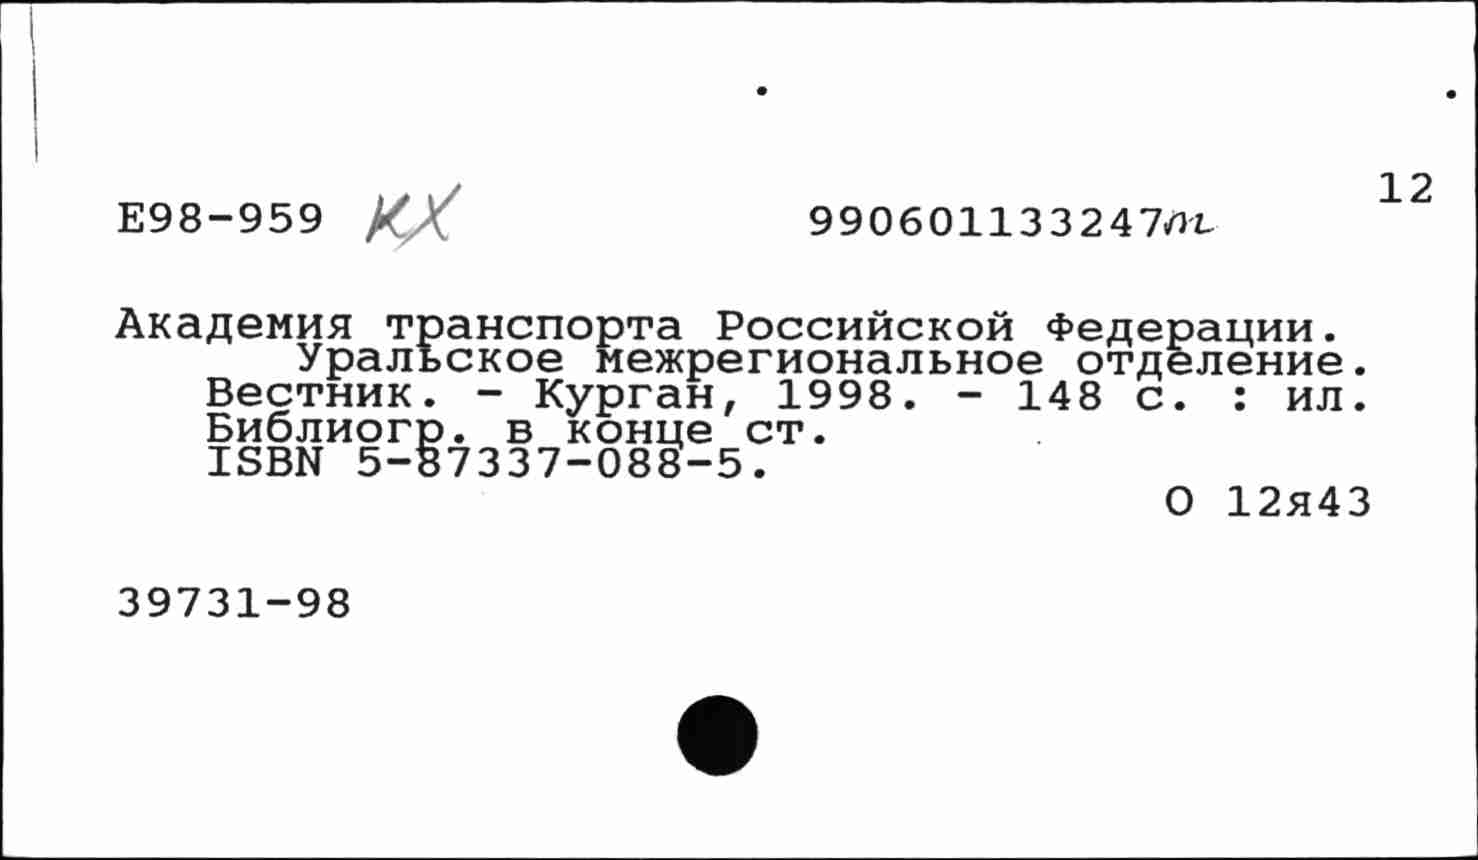 12
Е98-959 КХ 990601133247m
Академия транспорта Российской Федерации.
Уральское межрегиональное отделение.
Вестник. - Курган, 1998. - 148 с. : ил.
Библиогр. в конце ст.
ISBN 5-87337-088-5.
О 12я43
39731-98